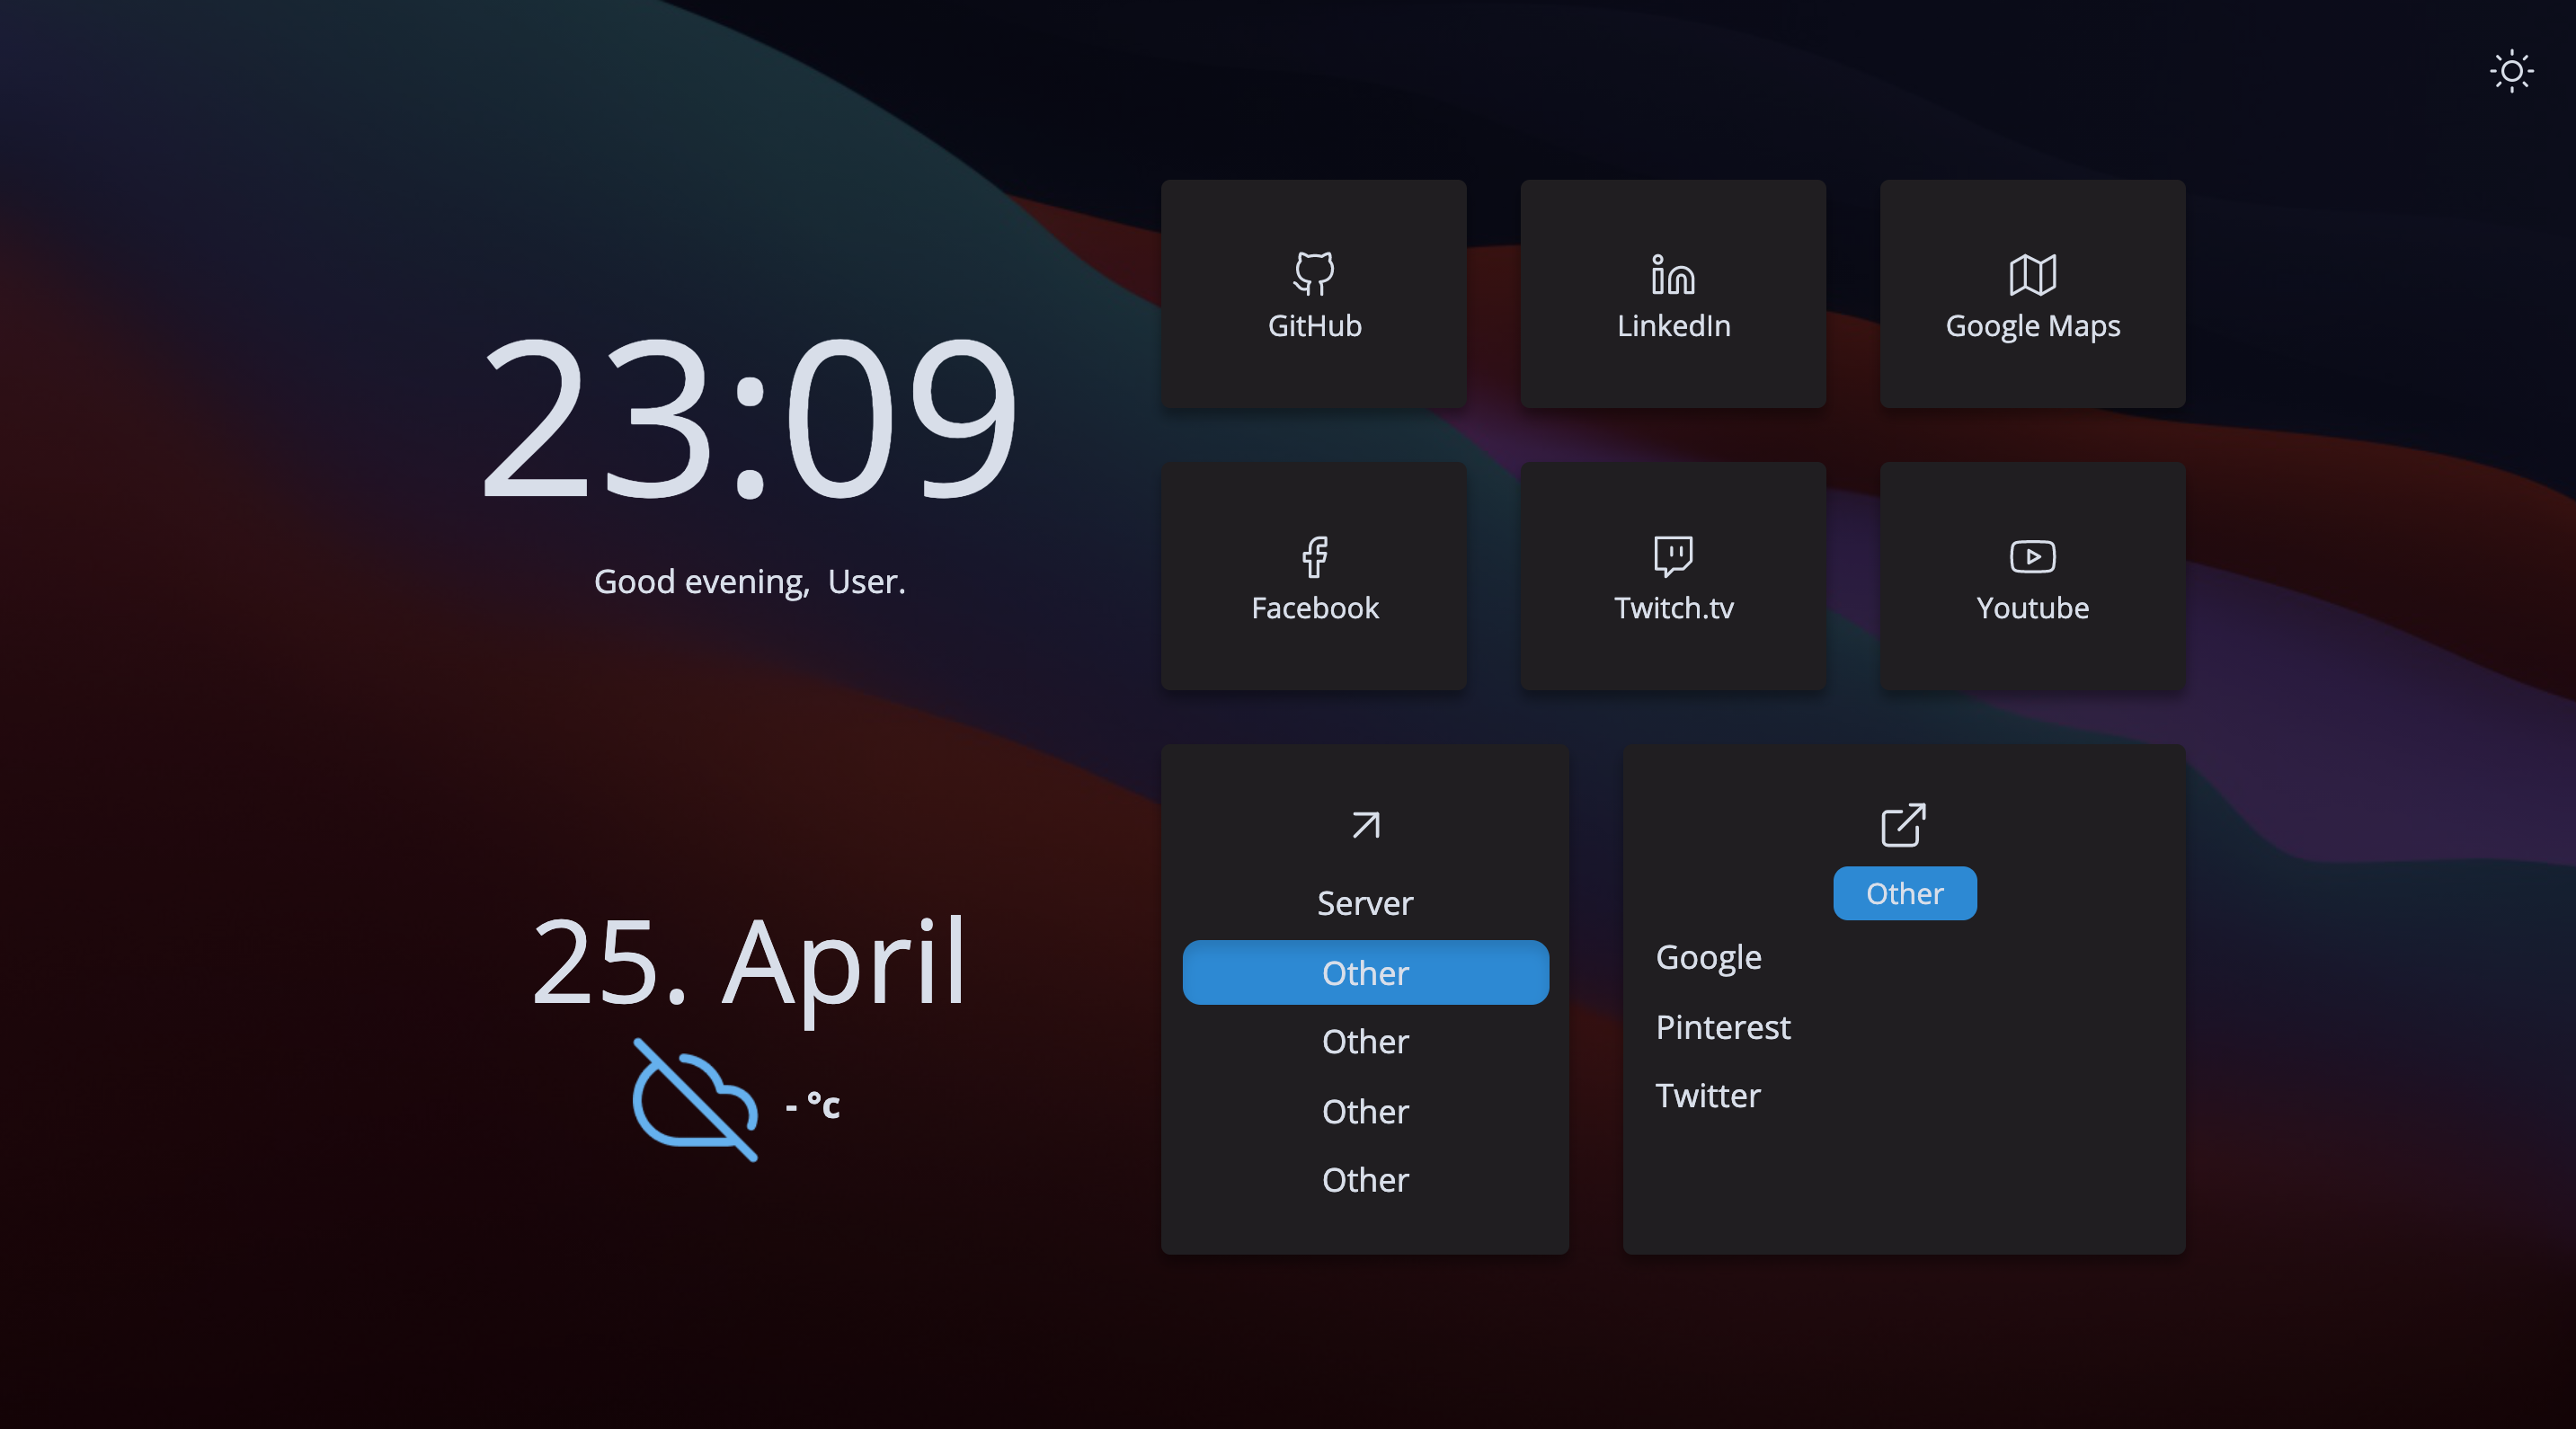 23:09
Good evening,  User.
25. April
- °c
GitHub
LinkedIn
Google Maps
Facebook
Twitch.tv
Youtube
Server
Other
Other
Other
Other
Other
Google
Pinterest
Twitter